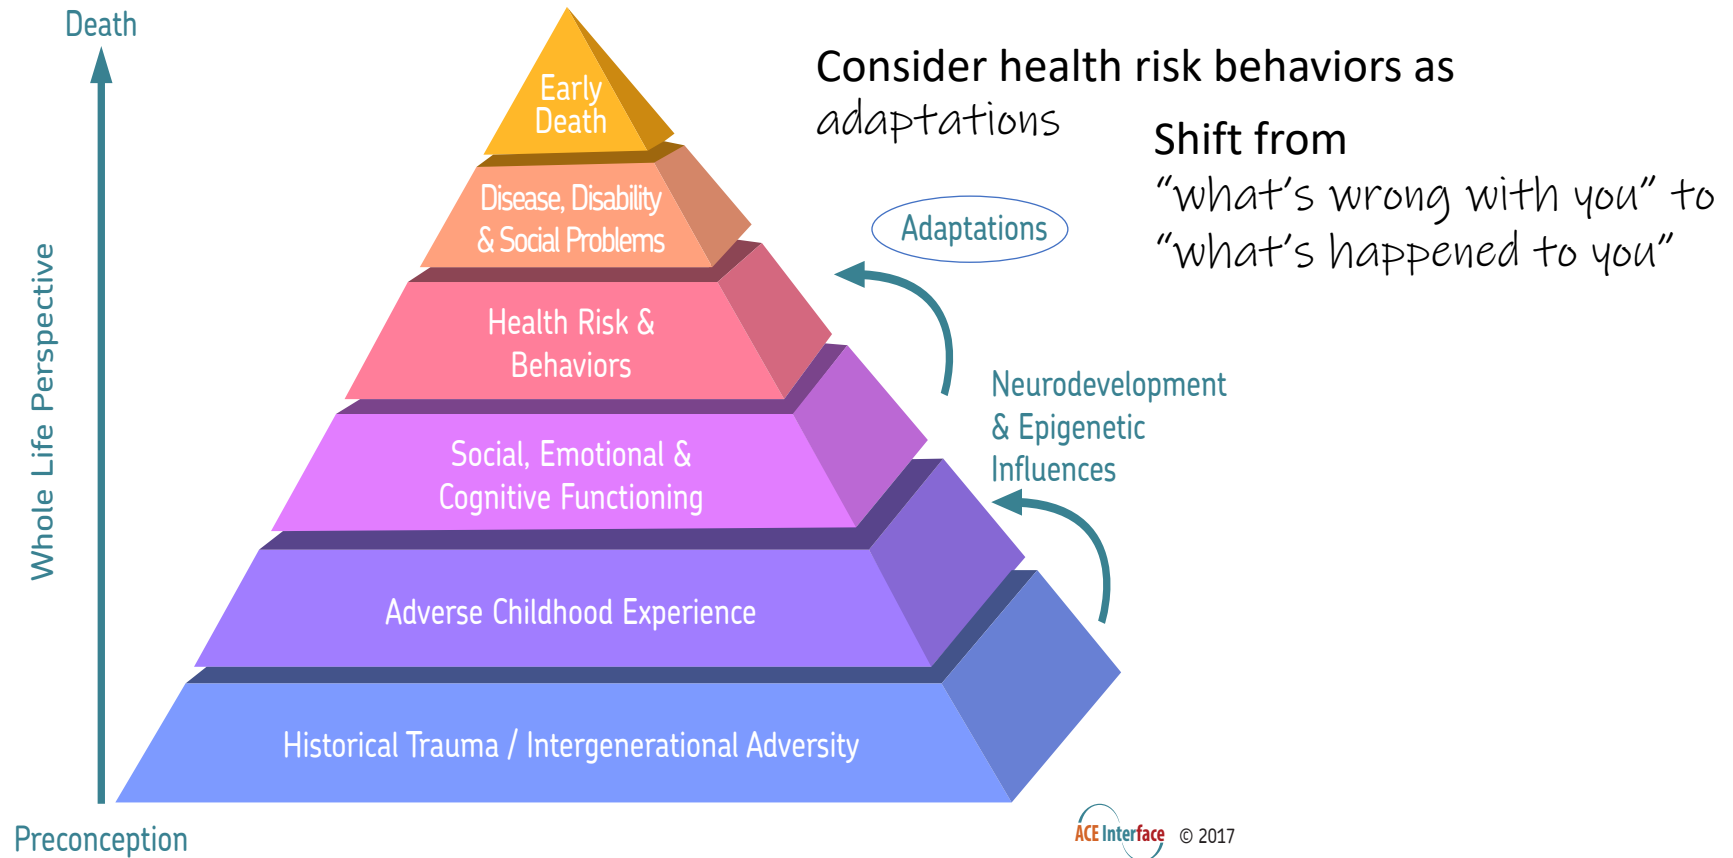 Death
Early
Death
Consider health risk behaviors as
adaptations
Shift from
“what’s wrong with you” to
“what’s happened to you”
Disease, Disability
& Social Problems
Adaptations
Health Risk &
Behaviors
Neurodevelopment
& Epigenetic
Influences
Social, Emotional &
Cognitive Functioning
Whole Life Perspective
Adverse Childhood Experience
Historical Trauma / Intergenerational Adversity
Preconception
ACE Interface © 2017